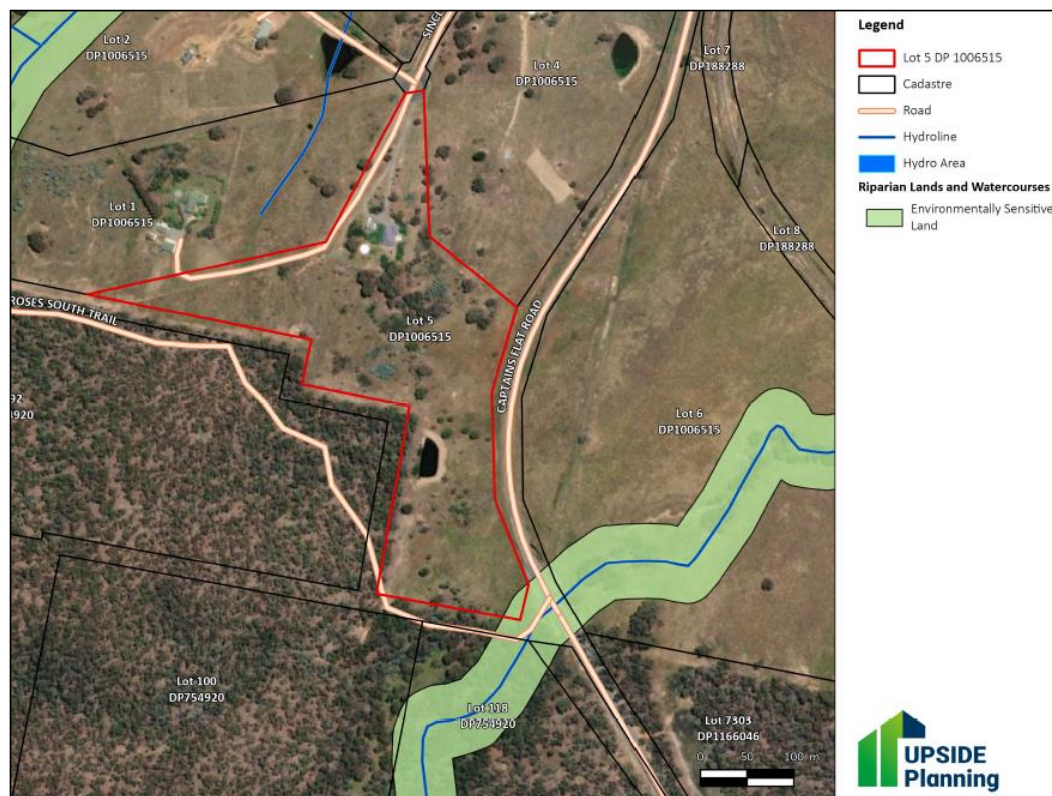 Lot 2
DP1006515
SINCL
Lot 4
DP1006515
Lot 7
DP188288
Lot 1
DP1006515
Lot 8
DP188288
ROSES SOUTH TRAIL
Lot 5
DP1006515
CAPTAINS FLAT ROAD
92
4920
Lot 6
DP1006515
Lot 100
DP754920
Lot 118
DP754920
Lot 7303
DP1166046
0 50 100 m
Legend
Lot 5 DP 1006515
Cadastre
Road
Hydroline
Hydro Area
Riparian Lands and Watercourses
Environmentally Sensitive
Land
UPSIDE
Planning